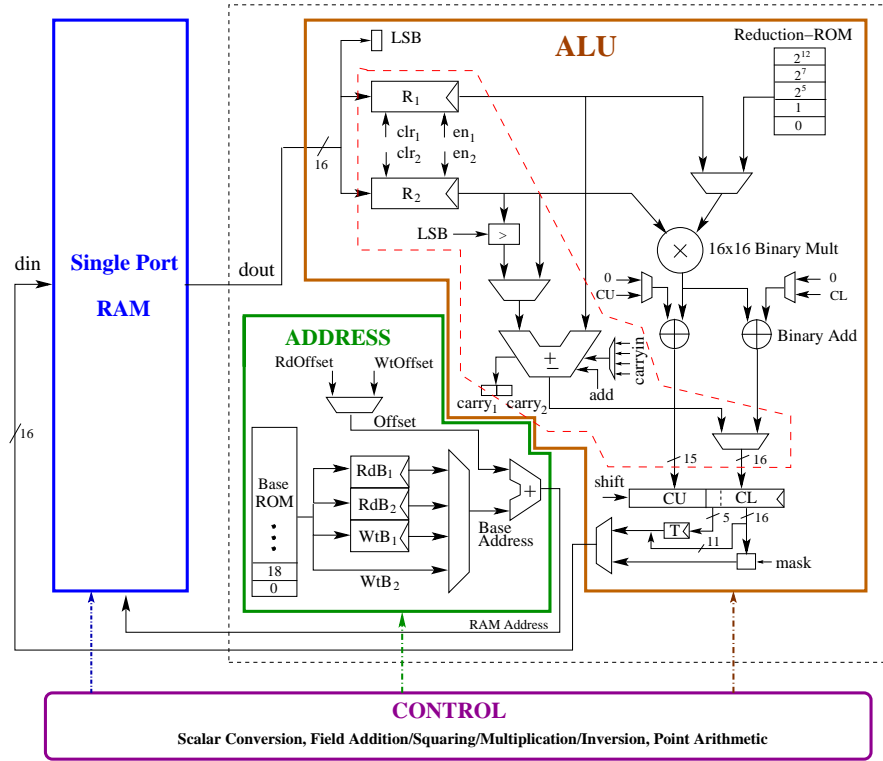 LSB
ALU
Reduction−ROM
2^12
2^7
2^5
1
0
R1
clr1
en1
clr2
en2
R2
16
LSB
>
×
16x16 Binary Mult
0
CU
0
CL
Binary Add
din
Single Port
RAM
dout
ADDRESS
RdOffset
WtOffset
Offset
±
carryin
add
carry1
carry2
16
Base
ROM
18
0
RdB1
RdB2
WtB1
WtB2
+
Base
Address
15
16
shift
CU
CL
5
16
T
11
mask
RAM Address
CONTROL
Scalar Conversion, Field Addition/Squaring/Multiplication/Inversion, Point Arithmetic